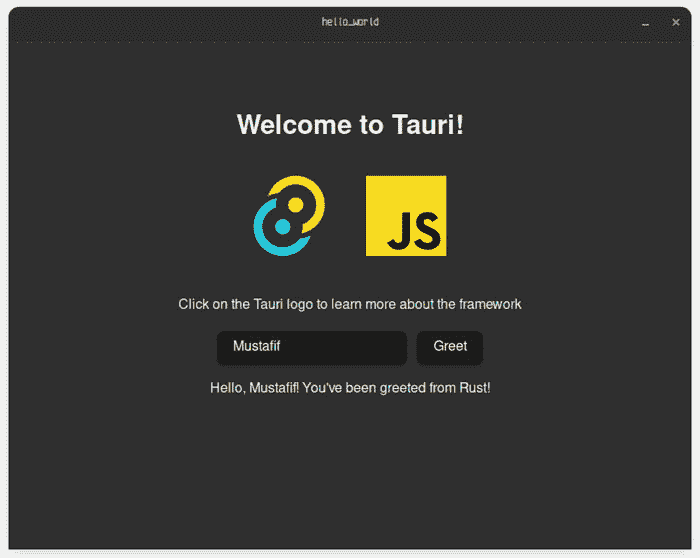 hello_world
Welcome to Tauri!
JS
Click on the Tauri logo to learn more about the framework
Mustafif Greet
Hello, Mustafif! You've been greeted from Rust!